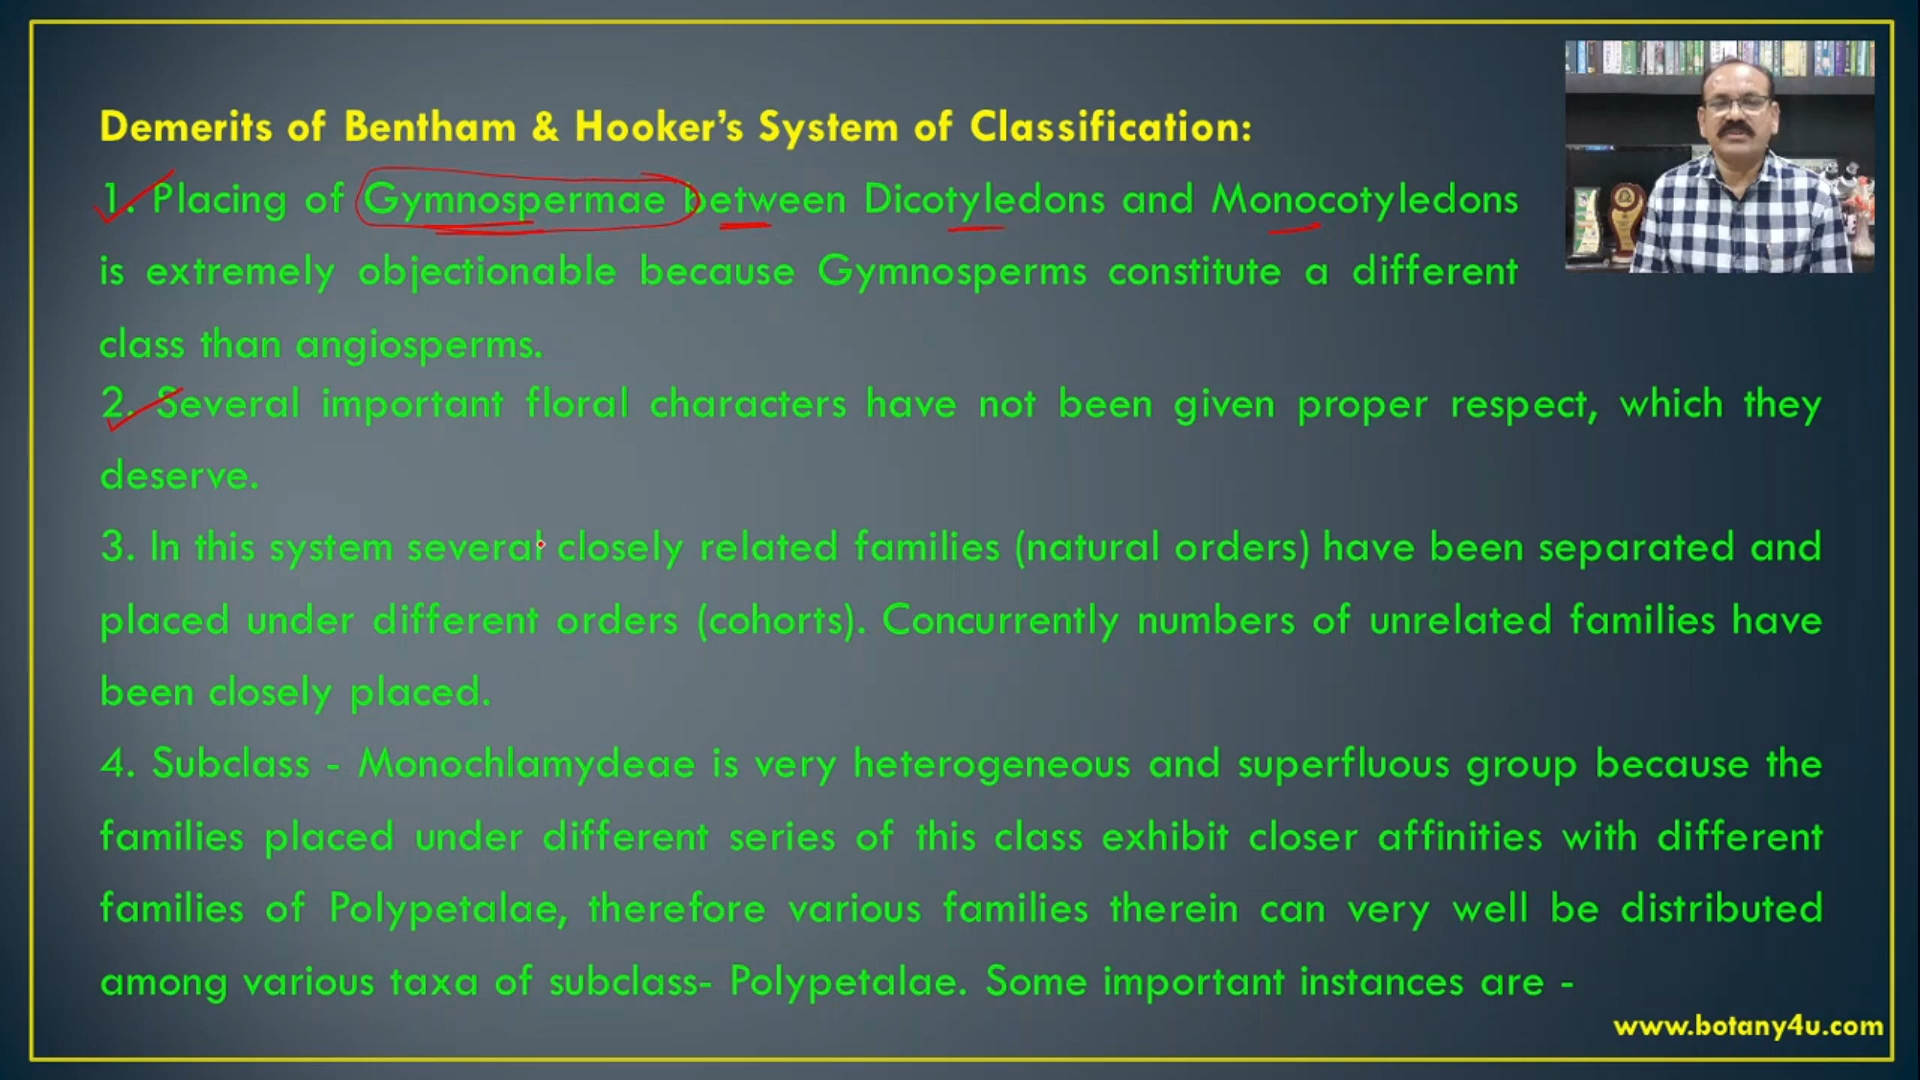 Demerits of Bentham & Hooker's System of Classification:
1. Placing of Gymnospermae between Dicotyledons and Monocotyledons
is extremely objectionable because Gymnosperms constitute a different
class than angiosperms.
2. Several important floral characters have not been given proper respect, which they
deserve.
3. In this system several closely related families (natural orders) have been separated and
placed under different orders (cohorts). Concurrently numbers of unrelated families have
been closely placed.
4. Subclass - Monochlamydeae is very heterogeneous and superfluous group because the
families placed under different series of this class exhibit closer affinities with different
families of Polypetalae, therefore various families therein can very well be distributed
among various taxa of subclass- Polypetalae. Some important instances are -
www.botany4u.com